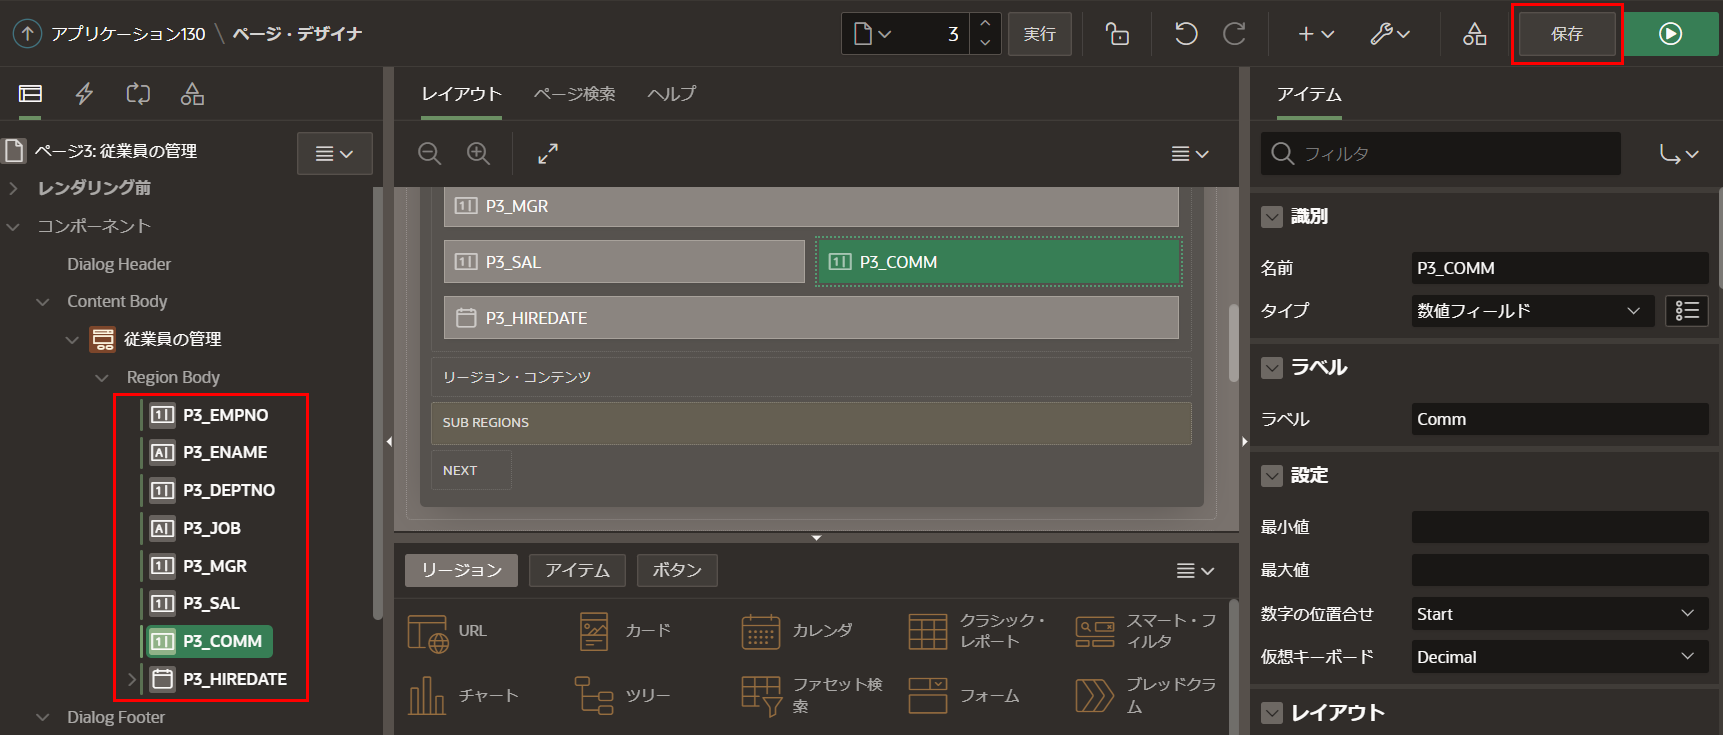 アプリケーション130 \ ページ・デザイナ
3
実行
保存
ページ3: 従業員の管理
レンダリング前
コンポーネント
Dialog Header
Content Body
従業員の管理
Region Body
P3_EMPNO
P3_ENAME
P3_DEPTNO
P3_JOB
P3_MGR
P3_SAL
P3_COMM
P3_HIREDATE
Dialog Footer
レイアウト ページ検索 ヘルプ
P3_MGR
P3_SAL P3_COMM
P3_HIREDATE
リージョン・コンテンツ
SUB REGIONS
NEXT
リージョン アイテム ボタン
URL
カード
カレンダ
クラシック・
レポート
スマート・フ
ィルタ
チャート
ツリー
ファセット検
索
フォーム
ブレッドクラ
ム
アイテム
フィルタ
識別
名前 P3_COMM
タイプ 数値フィールド
ラベル
ラベル Comm
設定
最小値
最大値
数字の位置合せ Start
仮想キーボード Decimal
レイアウト